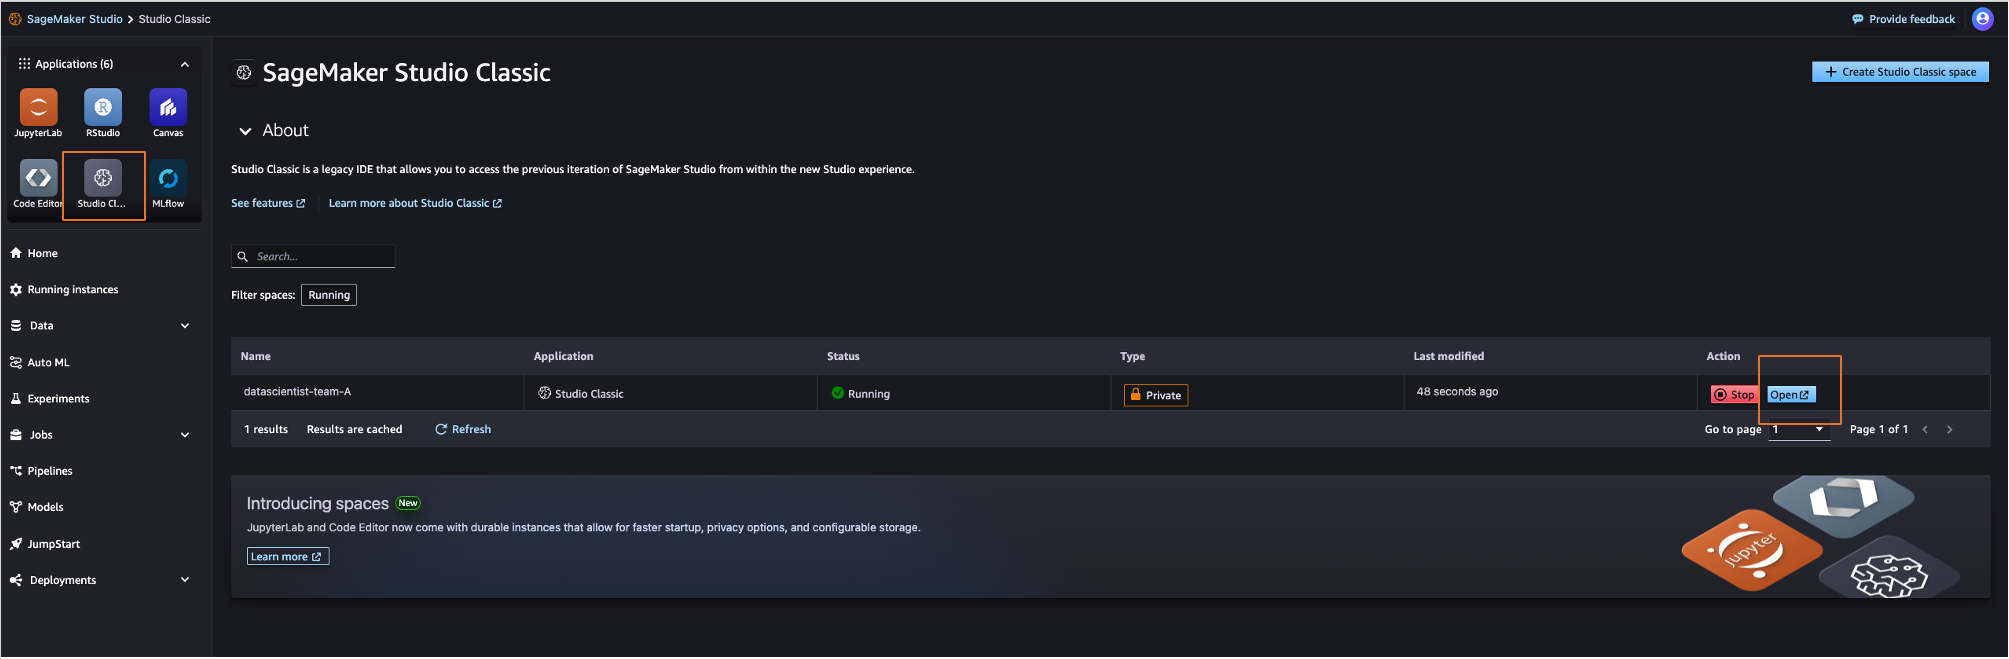 SageMaker Studio > Studio Classic
Provide feedback
Applications (6)
JupyterLab
RStudio
Canvas
Code Editor
Studio Cl...
MLflow
Home
Running instances
Data
Auto ML
Experiments
Jobs
Pipelines
Models
JumpStart
Deployments
SageMaker Studio Classic
+ Create Studio Classic space
About
Studio Classic is a legacy IDE that allows you to access the previous iteration of SageMaker Studio from within the new Studio experience.
See features
Learn more about Studio Classic
Search...
Filter spaces: Running
Name Application Status Type Last modified Action
datascientist-team-A Studio Classic Running Private 48 seconds ago Stop Open
1 results Results are cached Refresh Go to page 1 Page 1 of 1 < >
Introducing spaces New
JupyterLab and Code Editor now come with durable instances that allow for faster startup, privacy options, and configurable storage.
Learn more
jupyter